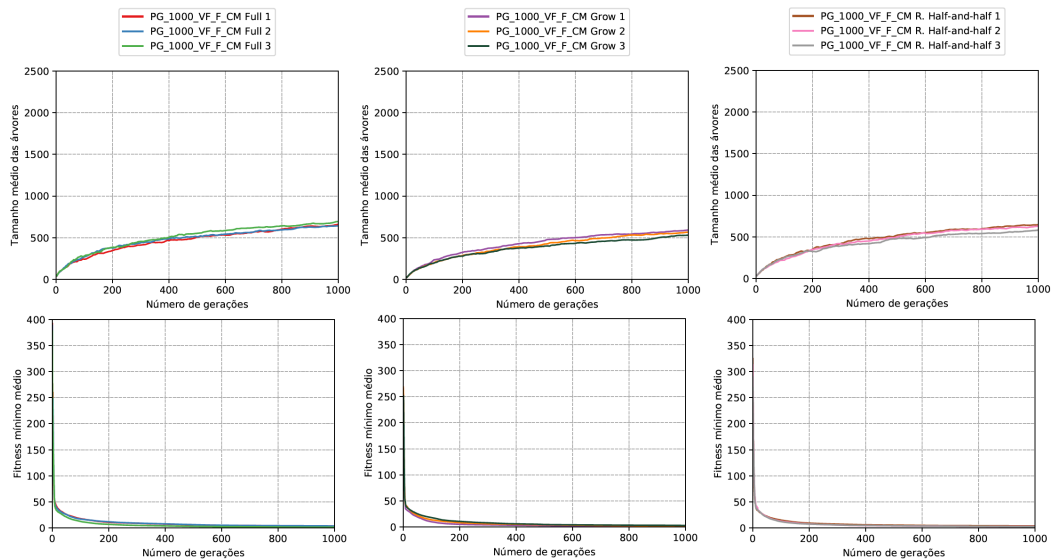 PG_1000_VF_F_CM Full 1
PG_1000_VF_F_CM Full 2
PG_1000_VF_F_CM Full 3
PG_1000_VF_F_CM Grow 1
PG_1000_VF_F_CM Grow 2
PG_1000_VF_F_CM Grow 3
PG_1000_VF_F_CM R. Half-and-half 1
PG_1000_VF_F_CM R. Half-and-half 2
PG_1000_VF_F_CM R. Half-and-half 3
Tamanho médio das árvores
2500
2000
1500
1000
500
0
0 200 400 600 800 1000
Número de gerações
Tamanho médio das árvores
2500
2000
1500
1000
500
0
0 200 400 600 800 1000
Número de gerações
Tamanho médio das árvores
2500
2000
1500
1000
500
0
0 200 400 600 800 1000
Número de gerações
Fitness mínimo médio
400
350
300
250
200
150
100
50
0
0 200 400 600 800 1000
Número de gerações
Fitness mínimo médio
400
350
300
250
200
150
100
50
0
0 200 400 600 800 1000
Número de gerações
Fitness mínimo médio
400
350
300
250
200
150
100
50
0
0 200 400 600 800 1000
Número de gerações